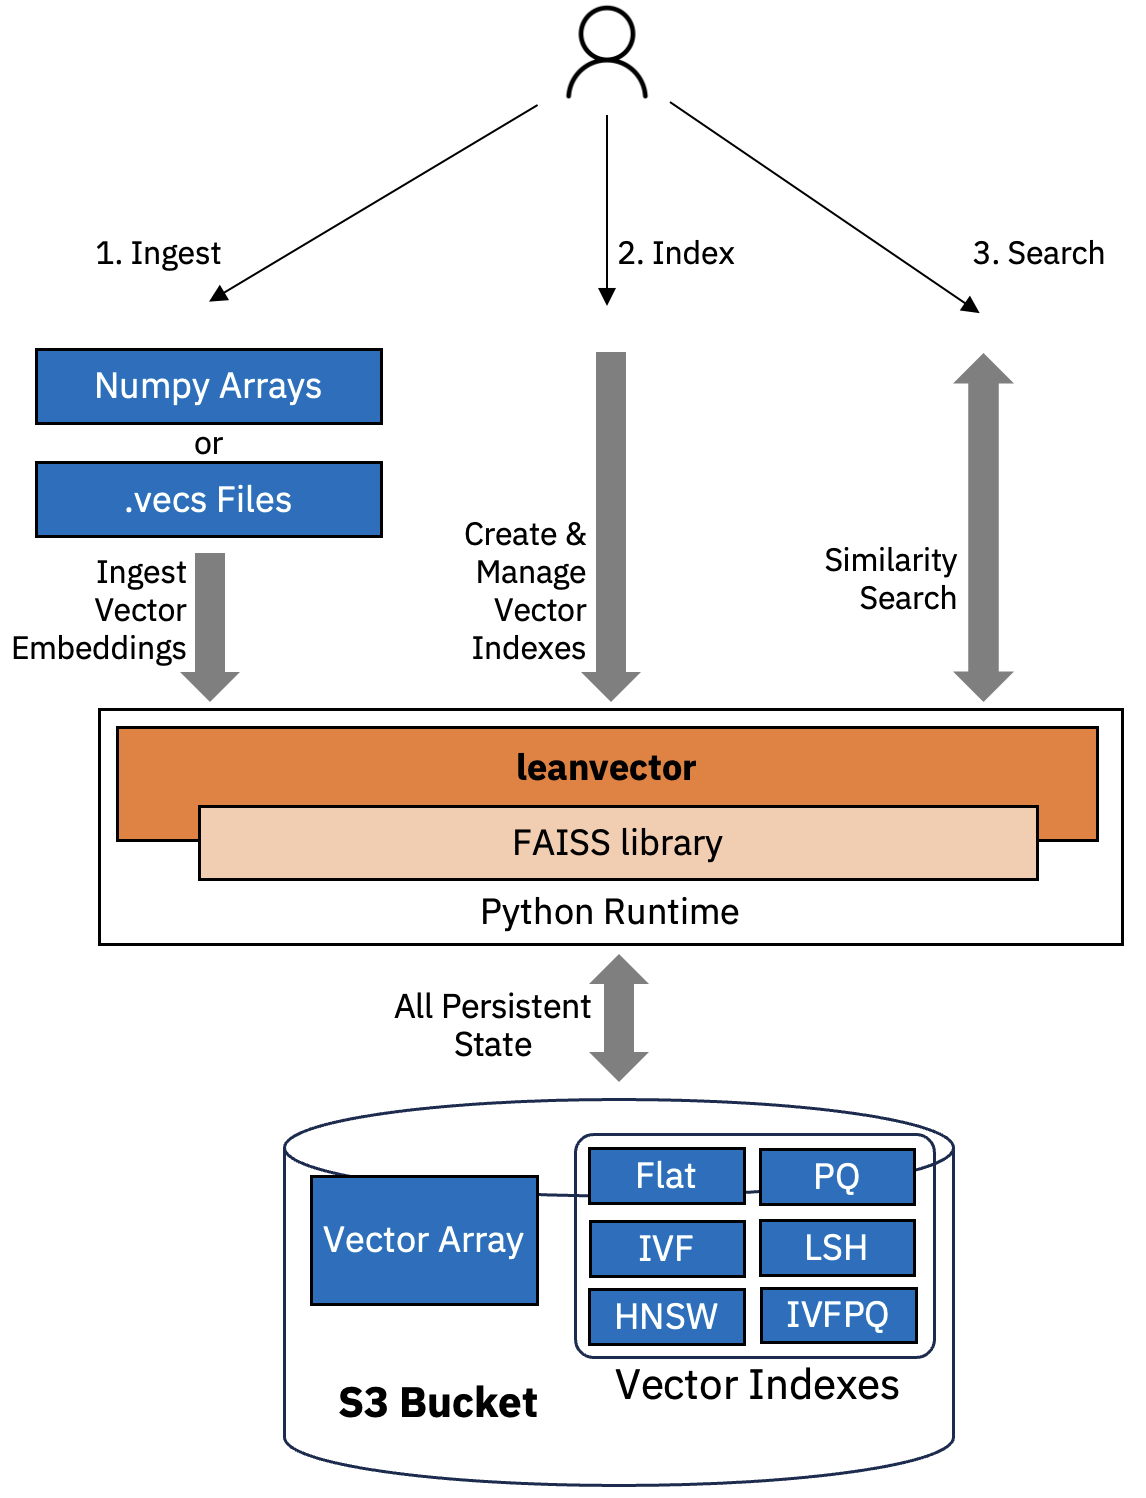 1. Ingest
2. Index
3. Search
Numpy Arrays
or
.vecs Files
Ingest
Vector
Embeddings
Create &
Manage
Vector
Indexes
Similarity
Search
leanvector
FAISS library
Python Runtime
All Persistent
State
Vector Array
Flat
PQ
IVF
LSH
HNSW
IVFPQ
Vector Indexes
S3 Bucket